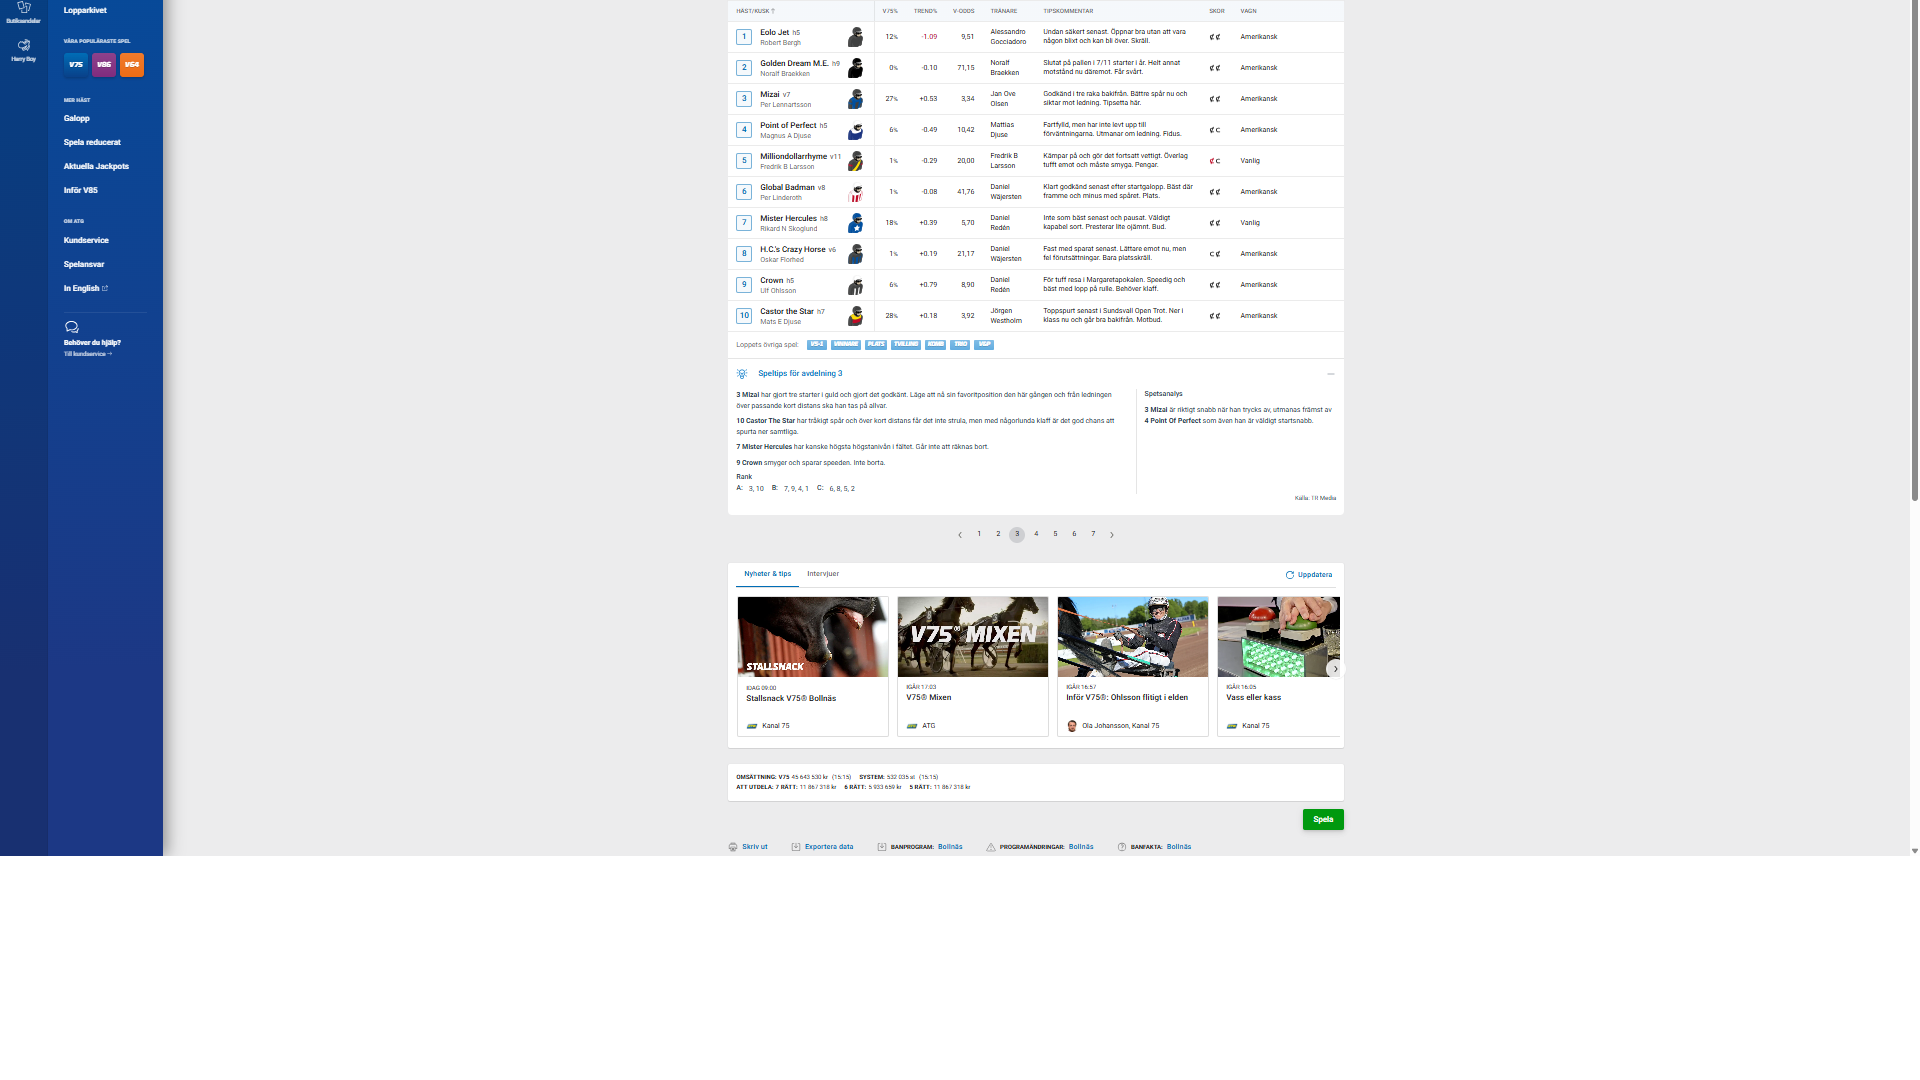 Butiksandelar
Harry Boy
Lopparkivet
VÅRA POPULÄRASTE SPEL
V75 V86 V64
MER HÄST
Galopp
Spela reducerat
Aktuella Jackpots
Inför V85
OM ATG
Kundservice
Spelansvar
In English
Behöver du hjälp?
Till kundservice →
HÄST/KUSK ↑ V75% TREND% V-ODDS TRÄNARE TIPSKOMMENTAR SKOR VAGN
1 Eolo Jet h5 12% -1.09 9,51 Alessandro Undan säkert senast. Öppnar bra utan att vara Amerikansk
Robert Bergh Gocciadoro någon blixt och kan bli över. Skräll.
2 Golden Dream M.E. h9 0% -0.10 71,15 Noralf Slutat på pallen i 7/11 starter i år. Helt annat Amerikansk
Noralf Braekken Braekken motstånd nu däremot. Får svårt.
3 Mizai v7 27% +0.53 3,34 Jan Ove Godkänd i tre raka bakifrån. Bättre spår nu och Amerikansk
Per Lennartsson Olsen siktar mot ledning. Tipsetta här.
4 Point of Perfect h5 6% -0.49 10,42 Mattias Fartfylld, men har inte levt upp till Amerikansk
Magnus A Djuse Djuse förväntningarna. Utmanar om ledning. Fidus.
5 Milliondollarrhyme v11 1% -0.29 20,00 Fredrik B Kämpar på och gör det fortsatt vettigt. Överlag Vanlig
Fredrik B Larsson Larsson tufft emot och måste smyga. Pengar.
6 Global Badman v8 1% -0.08 41,76 Daniel Klart godkänd senast efter startgalopp. Bäst där Amerikansk
Per Linderoth Wäjersten framme och minus med spåret. Plats.
7 Mister Hercules h8 18% +0.39 5,70 Daniel Inte som bäst senast och pausat. Väldigt Vanlig
Rikard N Skoglund Redén kapabel sort. Presterar lite ojämnt. Bud.
8 H.C.'s Crazy Horse v6 1% +0.19 21,17 Daniel Fast med sparat senast. Lättare emot nu, men Amerikansk
Oskar Florhed Wäjersten fel förutsättningar. Bara platsskräll.
9 Crown h5 6% +0.79 8,90 Daniel För tuff resa i Margaretapokalen. Speedig och Amerikansk
Ulf Ohlsson Redén bäst med lopp på rulle. Behöver klaff.
10 Castor the Star h7 28% +0.18 3,92 Jörgen Toppspurt senast i Sundsvall Open Trot. Ner i Amerikansk
Mats E Djuse Westholm klass nu och går bra bakifrån. Motbud.
Loppets övriga spel: V5-1 VINNARE PLATS TVILLING KOMB TRIO V&P
Speltips för avdelning 3
3 Mizai har gjort tre starter i guld och gjort det godkänt. Läge att nå sin favoritposition den här gången och från ledningen
över passande kort distans ska han tas på allvar.
10 Castor The Star har tråkigt spår och över kort distans får det inte strula, men med någorlunda klaff är det god chans att
spurta ner samtliga.
7 Mister Hercules har kanske högsta högstanivån i fältet. Går inte att räknas bort.
9 Crown smyger och sparar speeden. Inte borta.
Rank
A: 3, 10 B: 7, 9, 4, 1 C: 6, 8, 5, 2
Spetsanalys
3 Mizai är riktigt snabb när han trycks av, utmanas främst av
4 Point Of Perfect som även han är väldigt startsnabb.
Källa: TR Media
1 2 3 4 5 6 7
Nyheter & tips Intervjuer Uppdatera
STALLSNACK
IDAG 09:00
Stallsnack V75® Bollnäs
Kanal 75
V75® MIXEN
IGÅR 17:03
V75® Mixen
ATG
IGÅR 16:57
Inför V75®: Ohlsson flitigt i elden
Ola Johansson, Kanal 75
IGÅR 16:05
Vass eller kass
Kanal 75
OMSÄTTNING: V75 45 643 530 kr (15:15) SYSTEM: 532 035 st (15:15)
ATT UTDELA: 7 RÄTT: 11 867 318 kr 6 RÄTT: 5 933 659 kr 5 RÄTT: 11 867 318 kr
Spela
Skriv ut Exportera data BANPROGRAM: Bollnäs PROGRAMÄNDRINGAR: Bollnäs BANFAKTA: Bollnäs